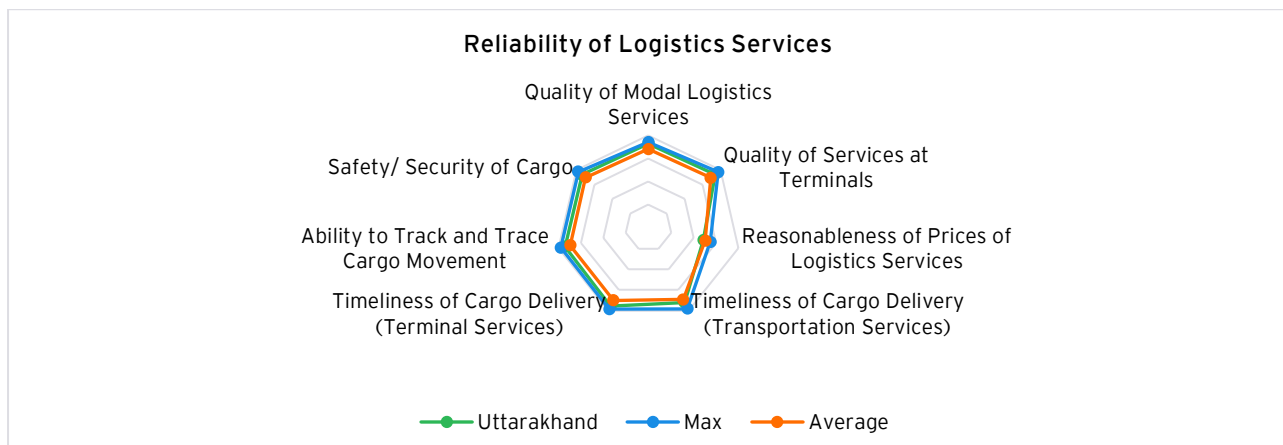 Reliability of Logistics Services
Quality of Modal Logistics
Services
Quality of Services at
Terminals
Safety/ Security of Cargo
Reasonableness of Prices of
Logistics Services
Ability to Track and Trace
Cargo Movement
Timeliness of Cargo Delivery
(Terminal Services)
Timeliness of Cargo Delivery
(Transportation Services)
Uttarakhand Max Average